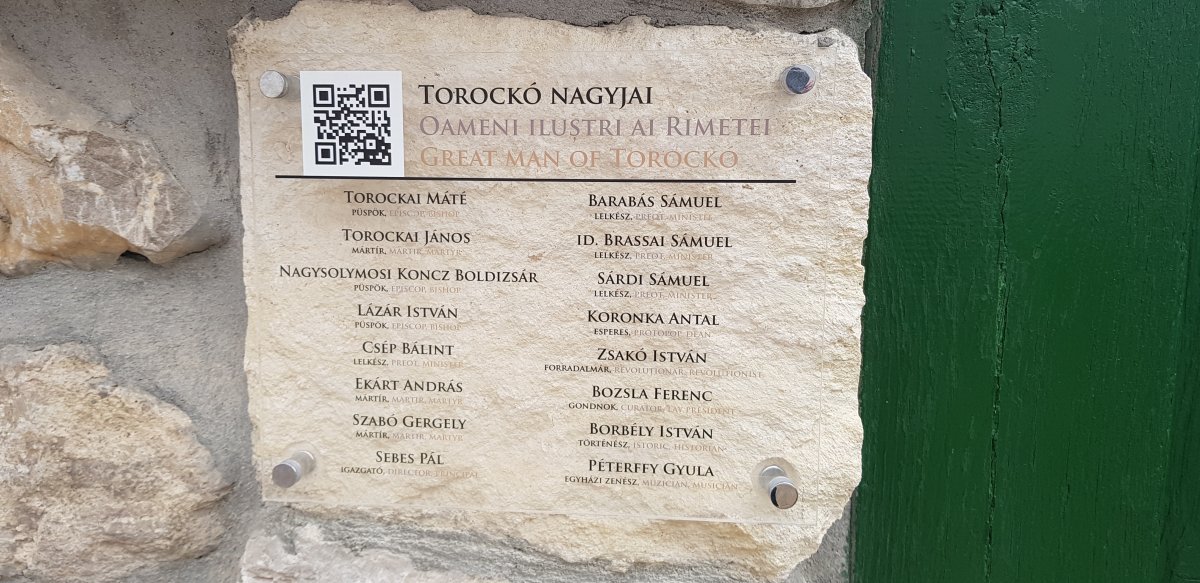 Torockó nagyjai
Oameni iluștri ai Rimetei
Great man of Torockó
Torockai Máté
püspök, episcop, bishop
Torockai János
mártír, martir, martyr
Nagysolymosi Koncz Boldizsár
püspök, episcop, bishop
Lázár István
püspök, episcop, bishop
Csép Bálint
lelkész, preot, minister
Ekárt András
mártír, martir, martyr
Szabó Gergely
mártír, martir, martyr
Sebes Pál
igazgató, director, principal
Barabás Sámuel
lelkész, preot, minister
id. Brassai Sámuel
lelkész, preot, minister
Sárdi Sámuel
lelkész, preot, minister
Koronka Antal
esperes, protopop, dean
Zsakó István
forradalmár, revoluționar, revolutionist
Bozsla Ferenc
gondnok, curator, lay president
Borbély István
történész, istoric, historian
Péterffy Gyula
egyházi zenész, muzician, musician